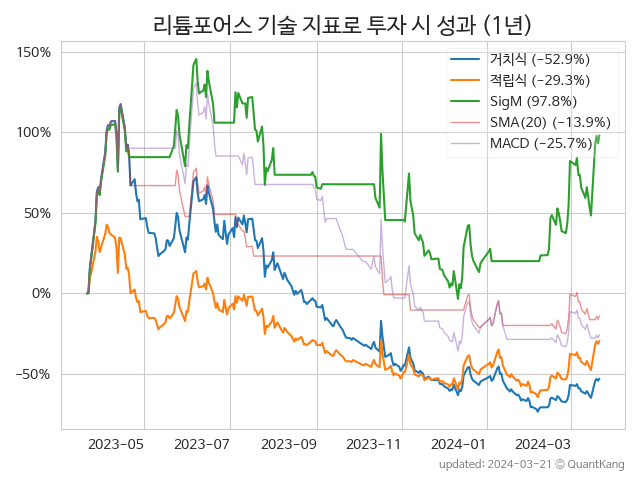 리튬포어스 기술 지표로 투자 시 성과 (1년)
150%
100%
50%
0%
−50%
거치식 (−52.9%)
적립식 (−29.3%)
SigM (97.8%)
SMA(20) (−13.9%)
MACD (−25.7%)
2023-05
2023-07
2023-09
2023-11
2024-01
2024-03
updated: 2024-03-21 © QuantKang